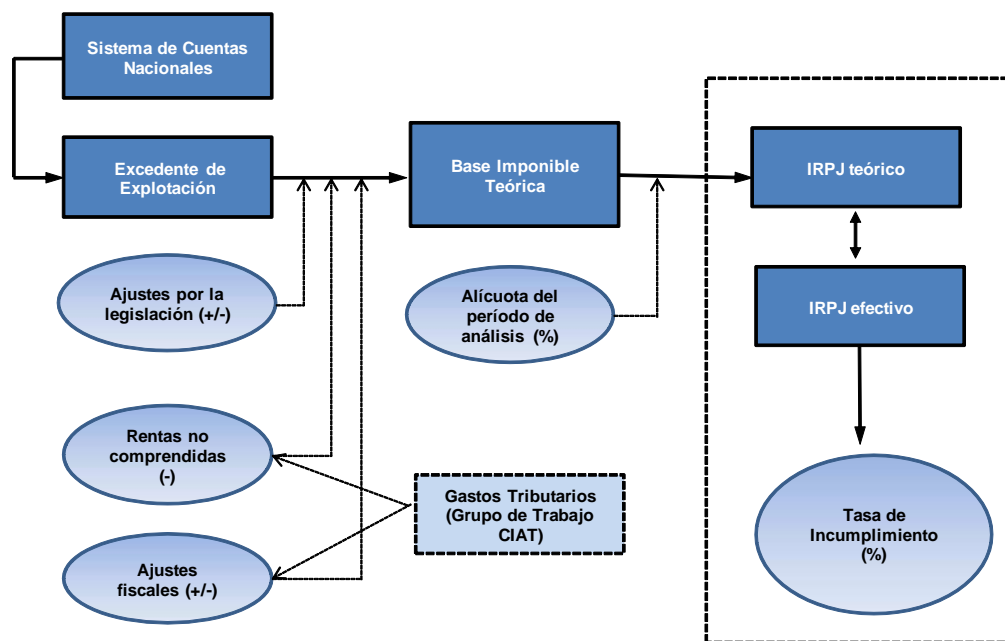 Sistema de Cuentas
Nacionales
Excedente de
Explotación
Base Imponible
Teórica
IRPJ teórico
Ajustes por la
legislación (+/-)
Alícuota del
período de
análisis (%)
IRPJ efectivo
Rentas no
comprendidas
(-)
Gastos Tributarios
(Grupo de Trabajo
CIAT)
Tasa de
Incumplimiento
(%)
Ajustes
fiscales (+/-)